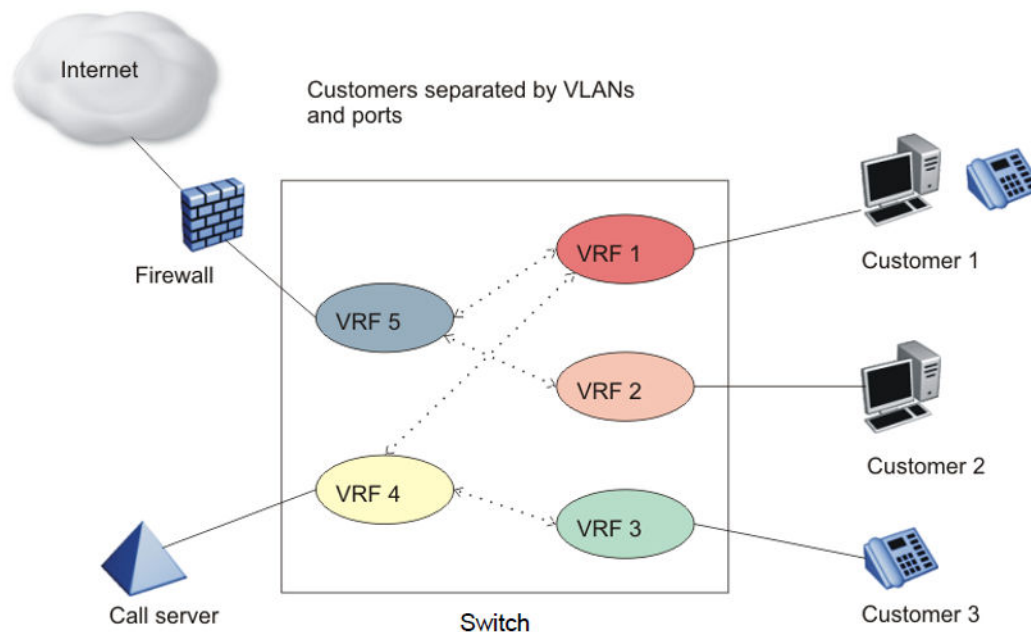 Internet
Customers separated by VLANs
and ports
Firewall
VRF 1
Customer 1
VRF 5
VRF 2
Customer 2
VRF 4
VRF 3
Call server
Switch
Customer 3